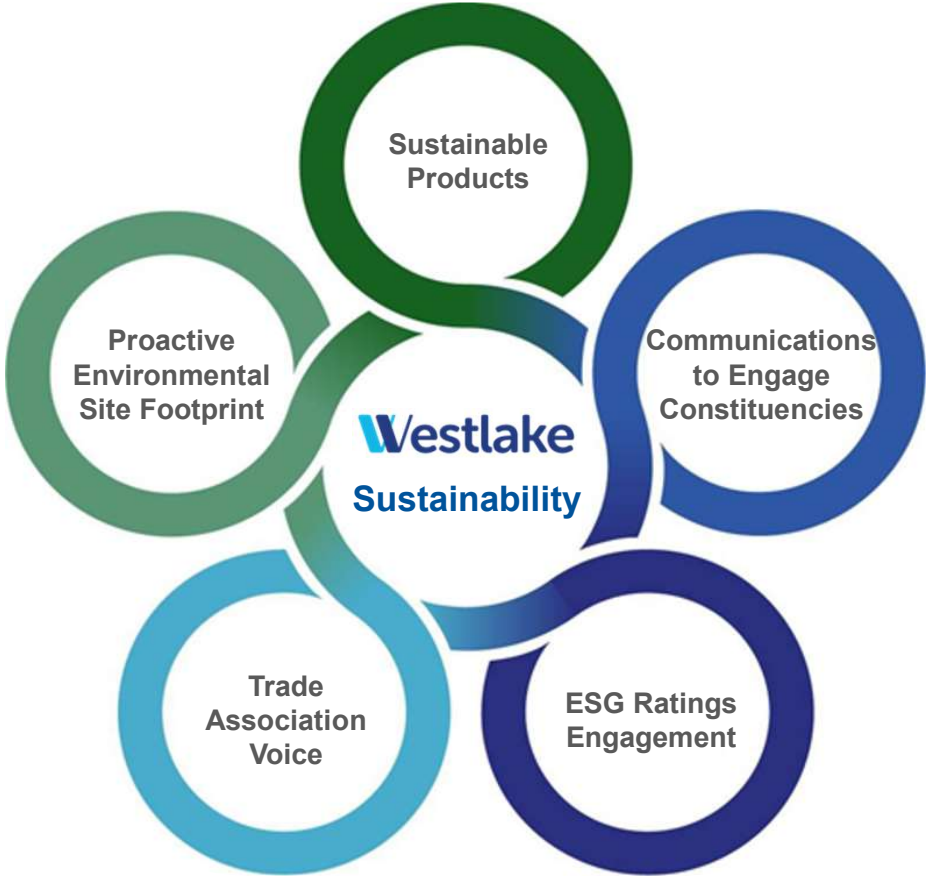 Sustainable
Products
Proactive
Environmental
Site Footprint
Communications
to Engage
Constituencies
Westlake
Sustainability
Trade
Association
Voice
ESG Ratings
Engagement